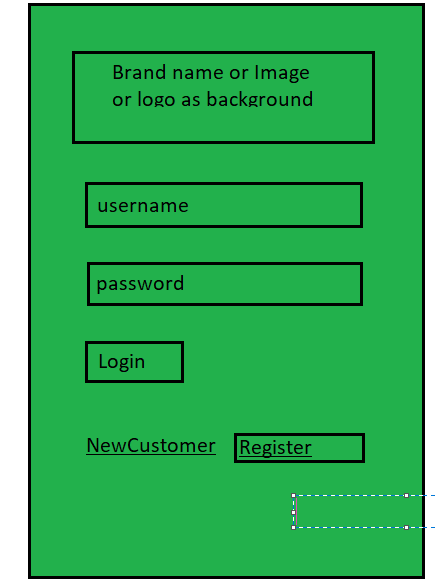 Brand name or Image
or logo as background
username
password
Login
NewCustomer Register